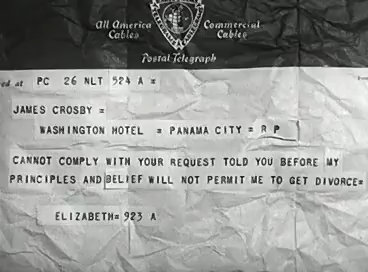 All America Commercial
Cables Cables
Postal Telegraph
ed at PC 26 NLT 524 A =
JAMES CROSBY =
WASHINGTON HOTEL = PANAMA CITY = R P
CANNOT COMPLY WITH YOUR REQUEST TOLD YOU BEFORE MY
PRINCIPLES AND BELIEF WILL NOT PERMIT ME TO GET DIVORCE=
ELIZABETH= 923 A